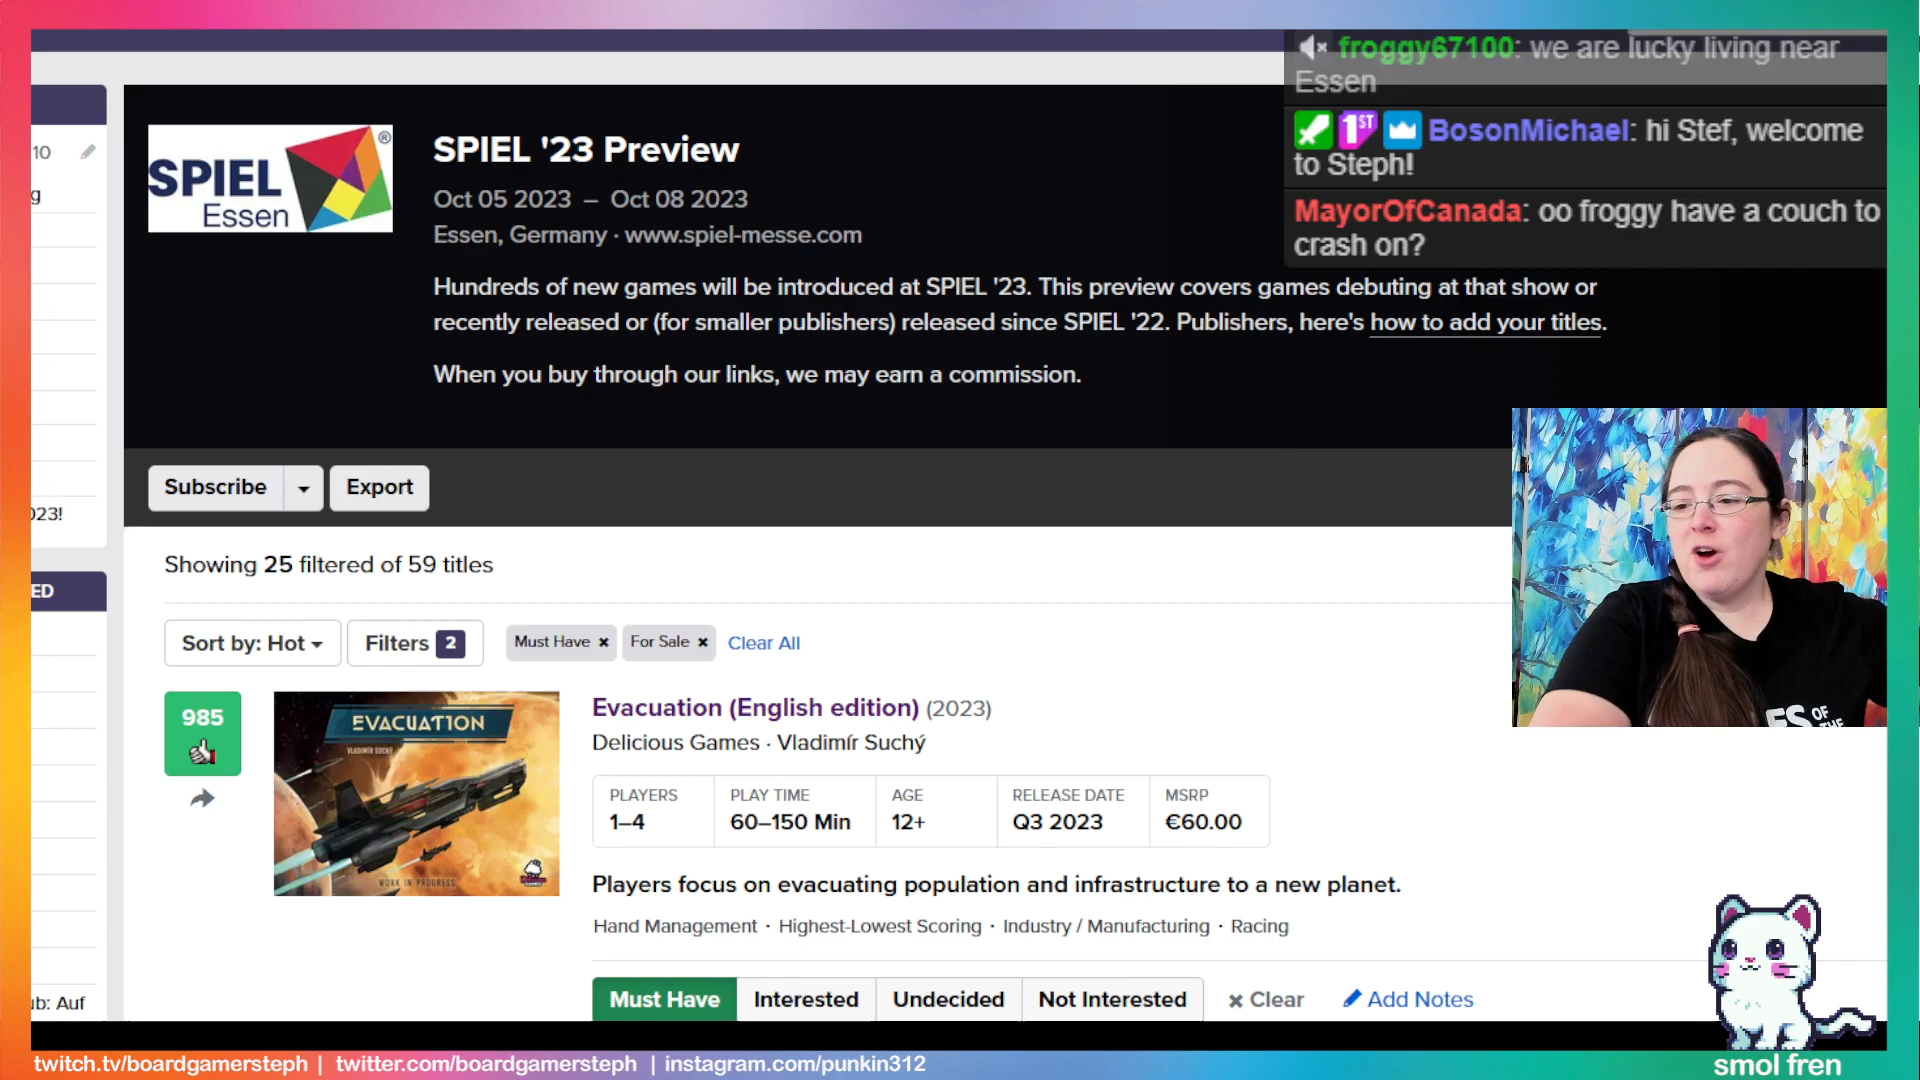 froggy67100: we are lucky living near
Essen
1ST BosonMichael: hi Stef, welcome
to Steph!
MayorOfCanada: oo froggy have a couch to
crash on?
10
g
023!
ED
ub: Auf
SPIEL ®
Essen
SPIEL '23 Preview
Oct 05 2023 – Oct 08 2023
Essen, Germany · www.spiel-messe.com
Hundreds of new games will be introduced at SPIEL '23. This preview covers games debuting at that show or
recently released or (for smaller publishers) released since SPIEL '22. Publishers, here's how to add your titles.
When you buy through our links, we may earn a commission.
Subscribe Export
Showing 25 filtered of 59 titles
Sort by: Hot Filters 2 Must Have × For Sale × Clear All
985
EVACUATION
VLADIMÍR SUCHÝ
WORK IN PROGRESS
Evacuation (English edition) (2023)
Delicious Games · Vladimír Suchý
PLAYERS PLAY TIME AGE RELEASE DATE MSRP
1–4 60–150 Min 12+ Q3 2023 €60.00
Players focus on evacuating population and infrastructure to a new planet.
Hand Management · Highest-Lowest Scoring · Industry / Manufacturing · Racing
Must Have Interested Undecided Not Interested × Clear Add Notes
ES OF
THE
twitch.tv/boardgamersteph | twitter.com/boardgamersteph | instagram.com/punkin312
smol fren